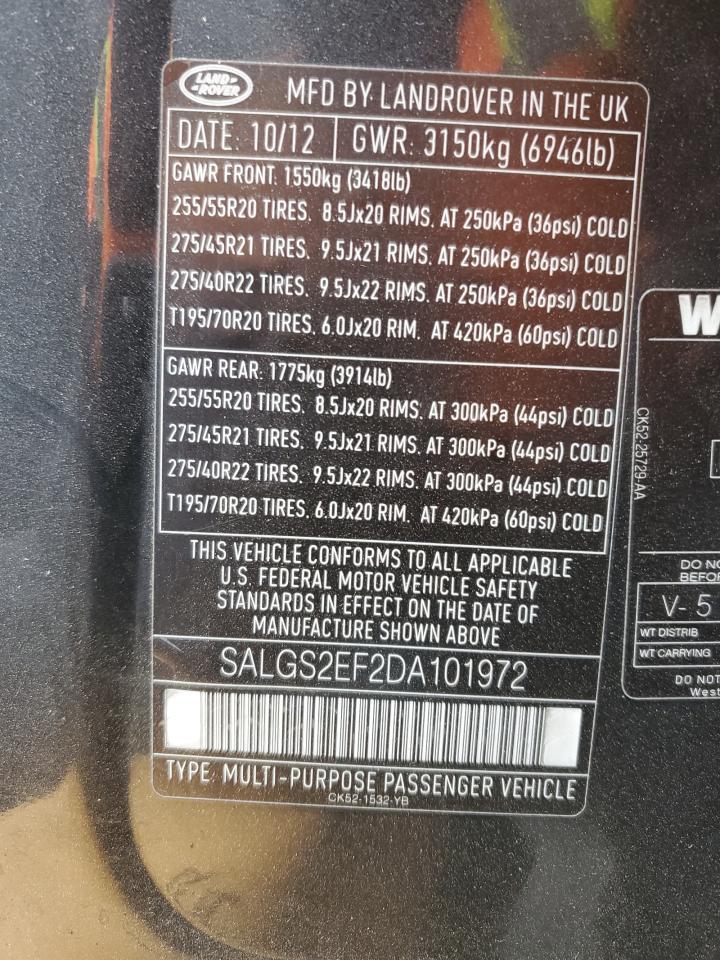 LAND-
-ROVER
MFD BY LANDROVER IN THE UK
DATE: 10/12 GWR: 3150kg (6946lb)
GAWR FRONT: 1550kg (3418lb)
255/55R20 TIRES, 8.5Jx20 RIMS, AT 250kPa (36psi) COLD
275/45R21 TIRES, 9.5Jx21 RIMS, AT 250kPa (36psi) COLD
275/40R22 TIRES, 9.5Jx22 RIMS, AT 250kPa (36psi) COLD
T195/70R20 TIRES, 6.0Jx20 RIM, AT 420kPa (60psi) COLD
GAWR REAR: 1775kg (3914lb)
255/55R20 TIRES, 8.5Jx20 RIMS, AT 300kPa (44psi) COLD
275/45R21 TIRES, 9.5Jx21 RIMS, AT 300kPa (44psi) COLD
275/40R22 TIRES, 9.5Jx22 RIMS, AT 300kPa (44psi) COLD
T195/70R20 TIRES, 6.0Jx20 RIM, AT 420kPa (60psi) COLD
THIS VEHICLE CONFORMS TO ALL APPLICABLE
U.S. FEDERAL MOTOR VEHICLE SAFETY
STANDARDS IN EFFECT ON THE DATE OF
MANUFACTURE SHOWN ABOVE
SALGS2EF2DA101972
TYPE: MULTI-PURPOSE PASSENGER VEHICLE
CK52-1532-YB
CK52-25729-AA
W
DO NO
BEFO
V-5
WT DISTRIB
WT CARRYING
DO NOT
West